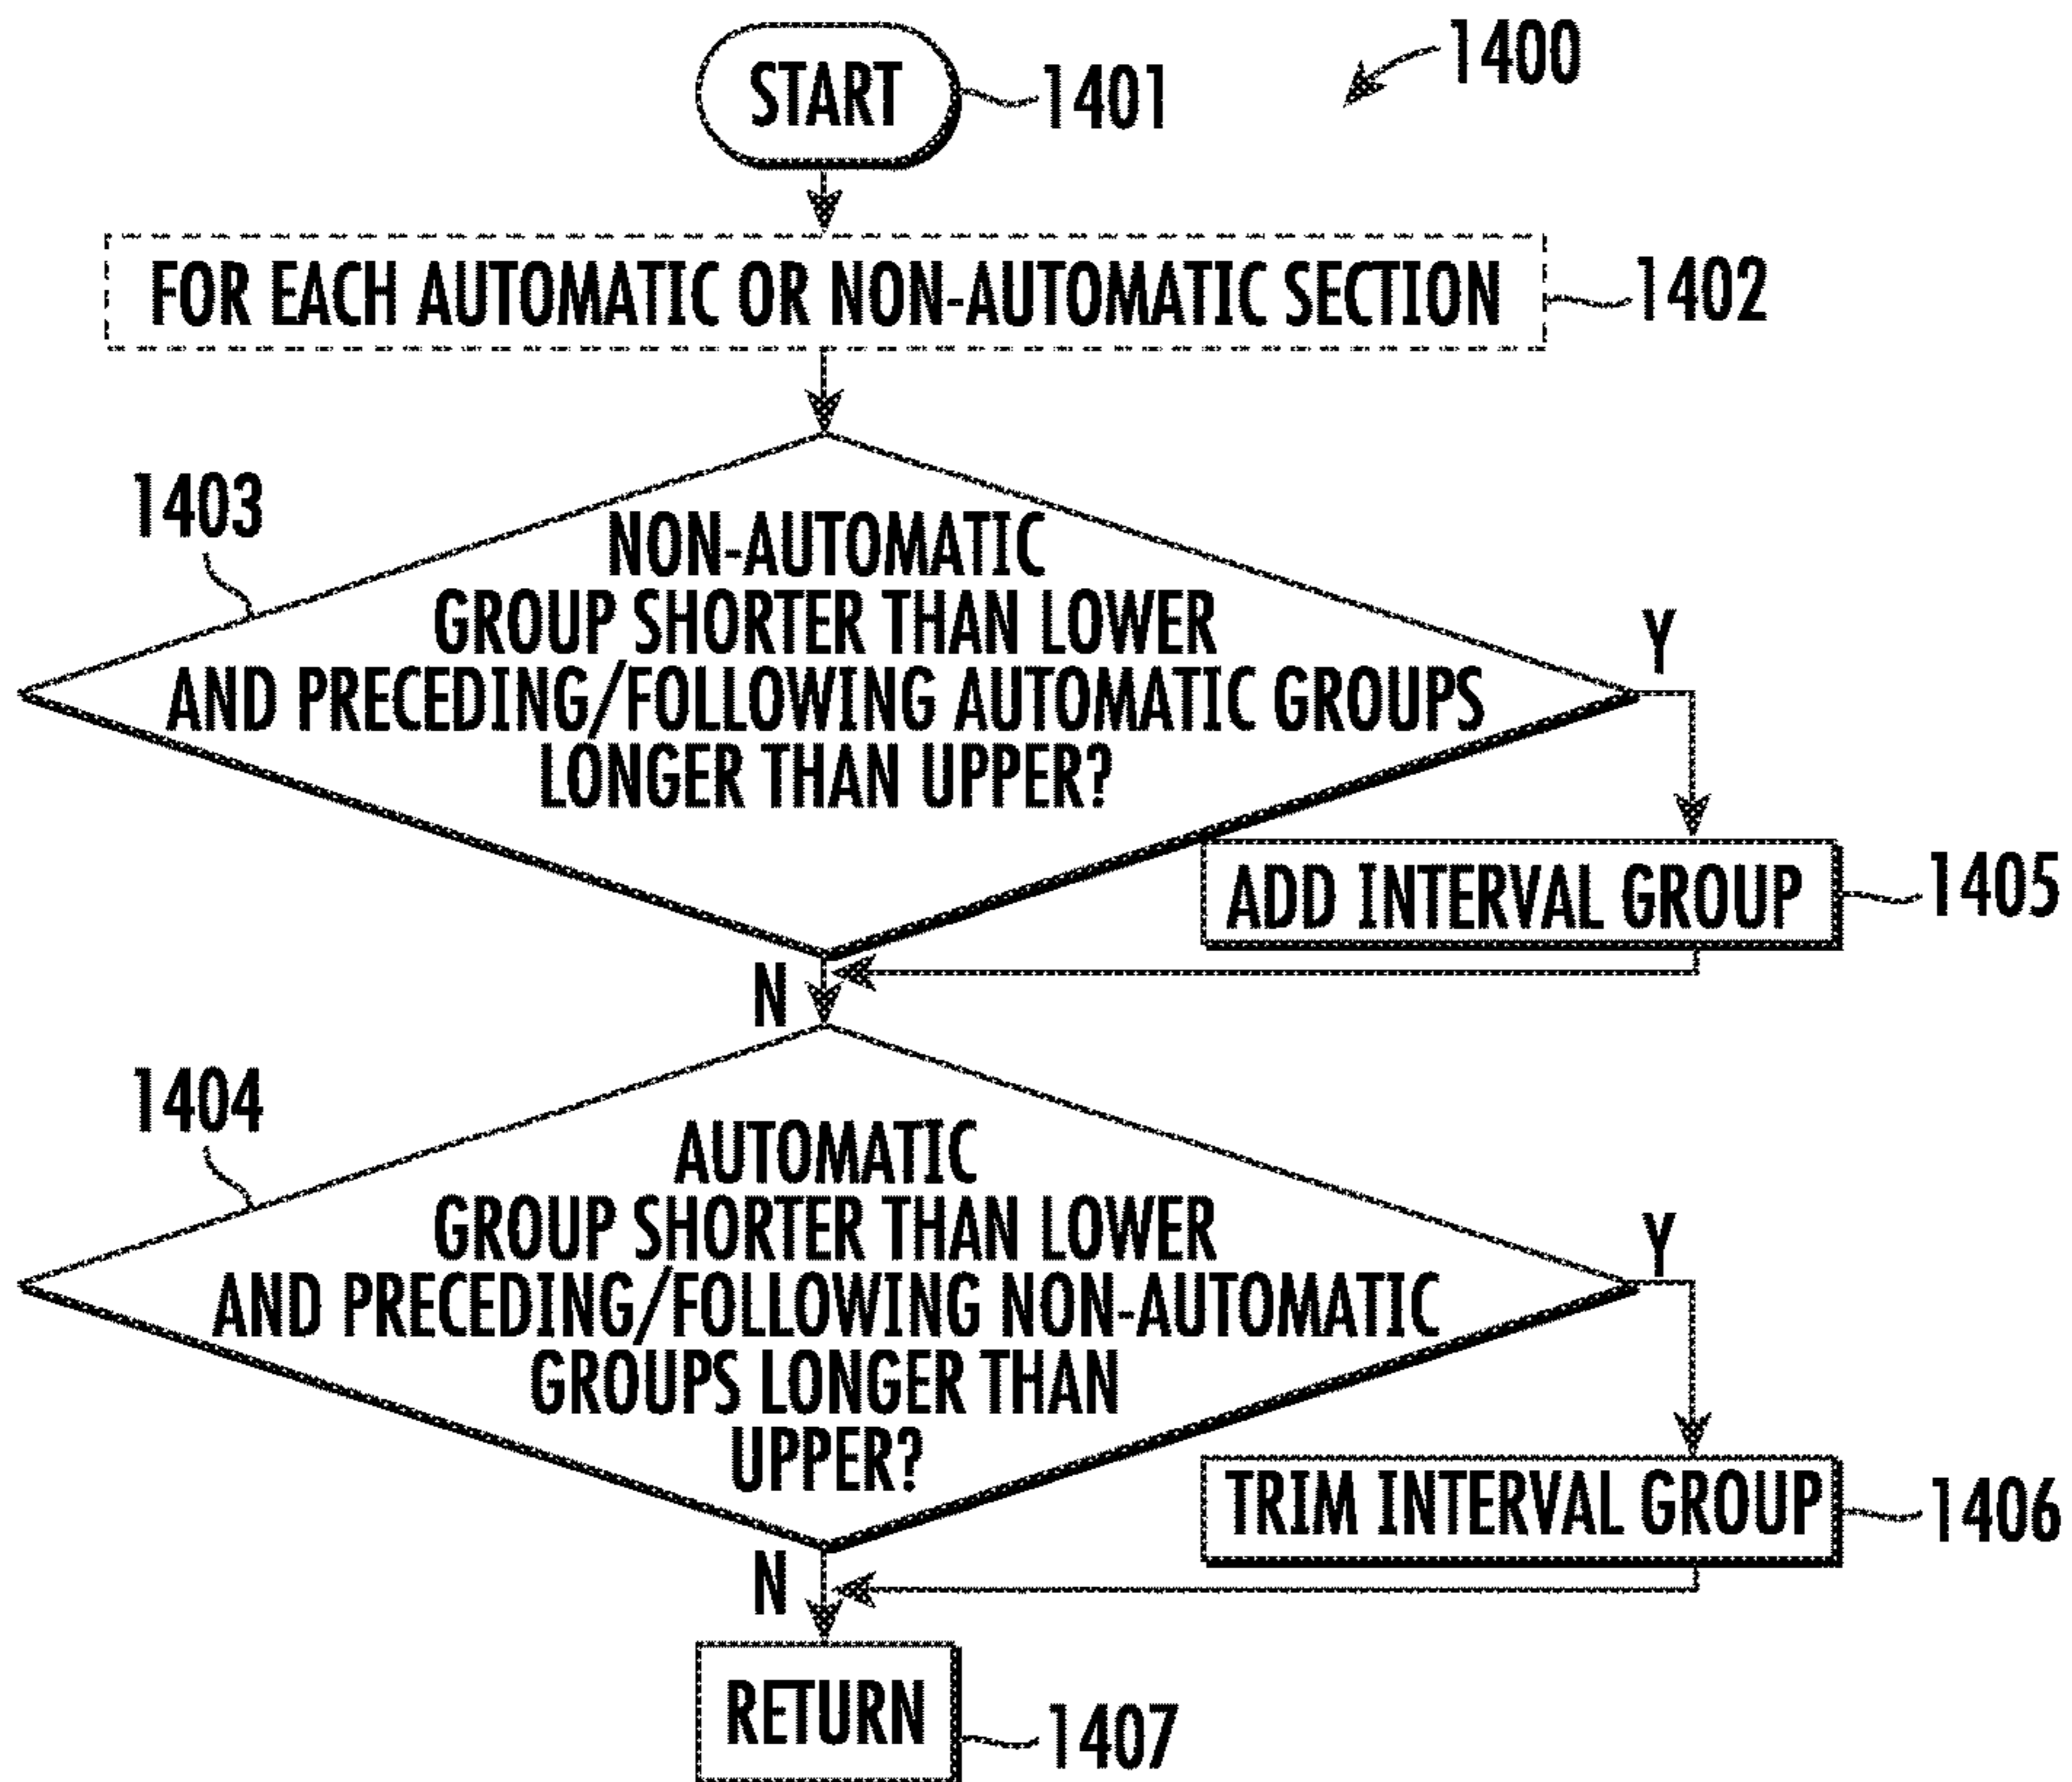 1400
START
1401
FOR EACH AUTOMATIC OR NON-AUTOMATIC SECTION
1402
1403
NON-AUTOMATIC
GROUP SHORTER THAN LOWER
AND PRECEDING/FOLLOWING AUTOMATIC GROUPS
LONGER THAN UPPER?
Y
ADD INTERVAL GROUP
1405
N
1404
AUTOMATIC
GROUP SHORTER THAN LOWER
AND PRECEDING/FOLLOWING NON-AUTOMATIC
GROUPS LONGER THAN
UPPER?
Y
TRIM INTERVAL GROUP
1406
N
RETURN
1407